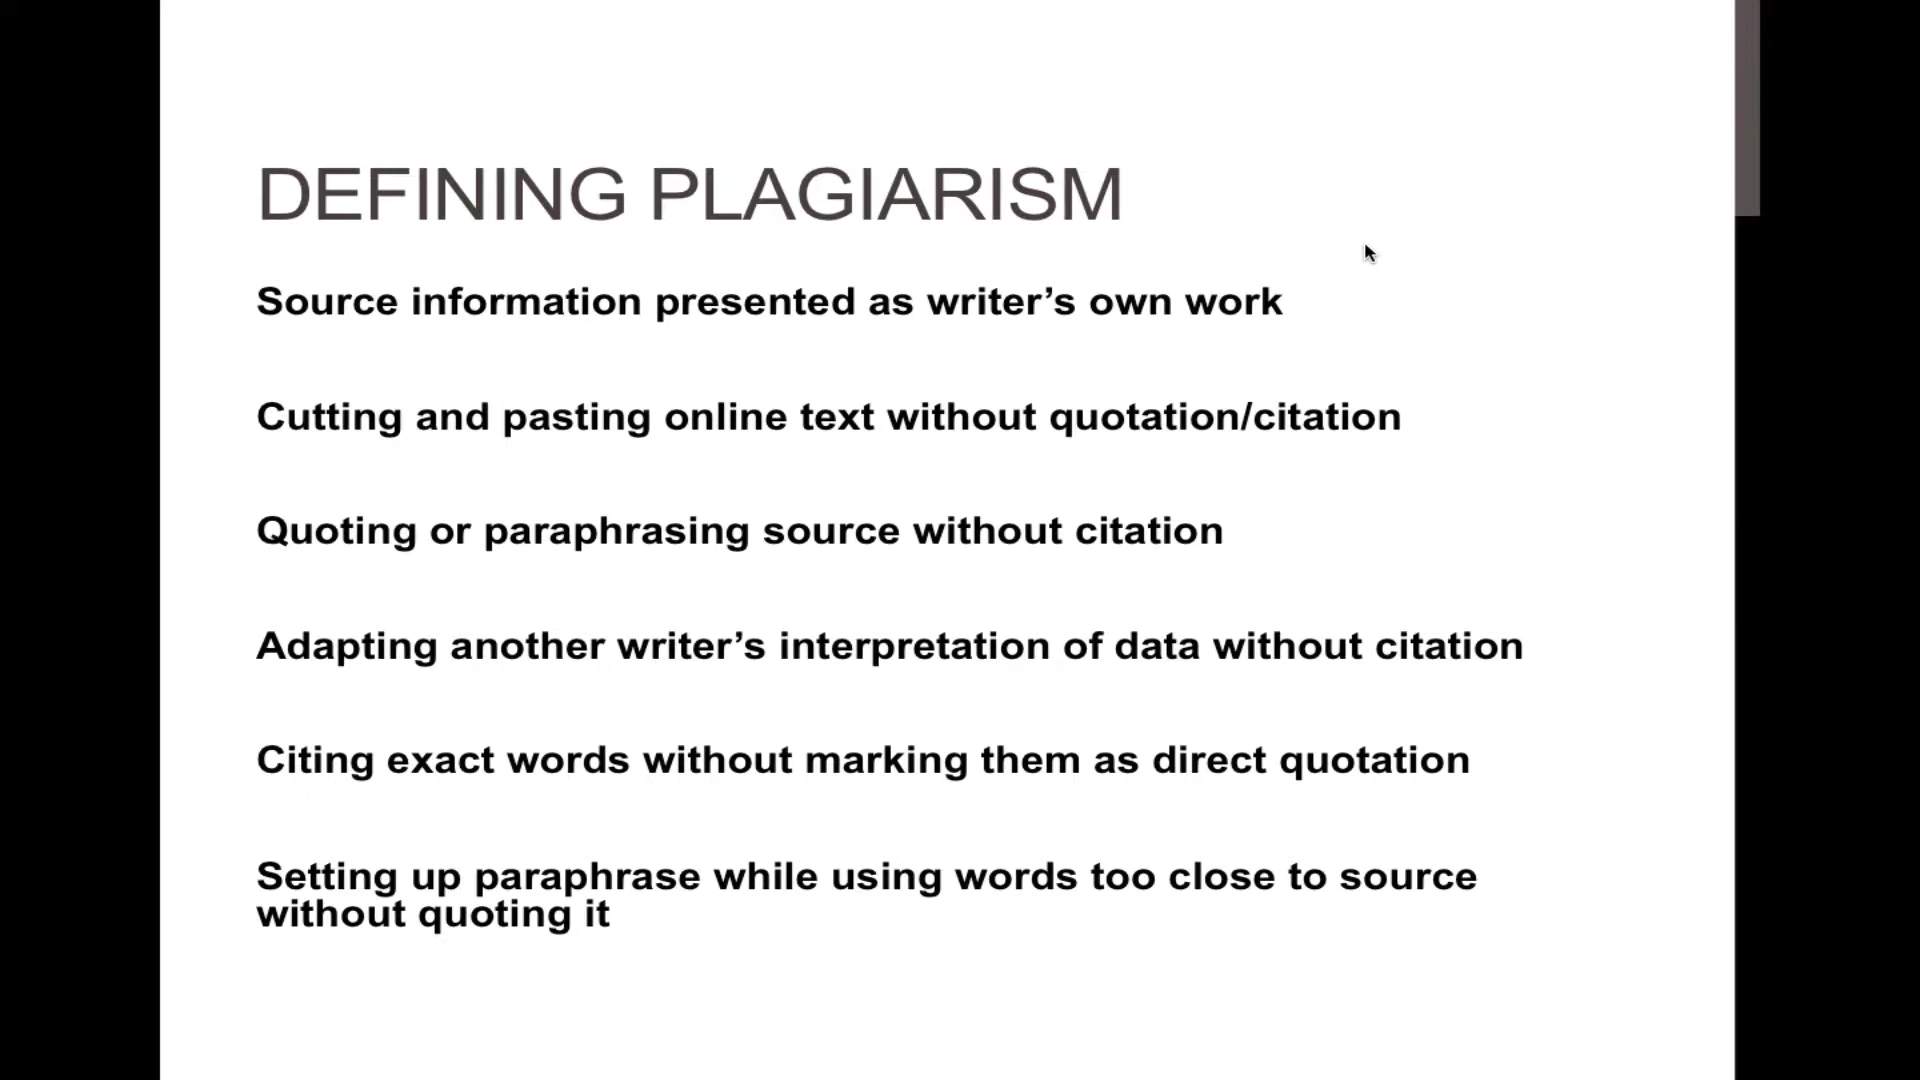 DEFINING PLAGIARISM
Source information presented as writer’s own work
Cutting and pasting online text without quotation/citation
Quoting or paraphrasing source without citation
Adapting another writer’s interpretation of data without citation
Citing exact words without marking them as direct quotation
Setting up paraphrase while using words too close to source
without quoting it